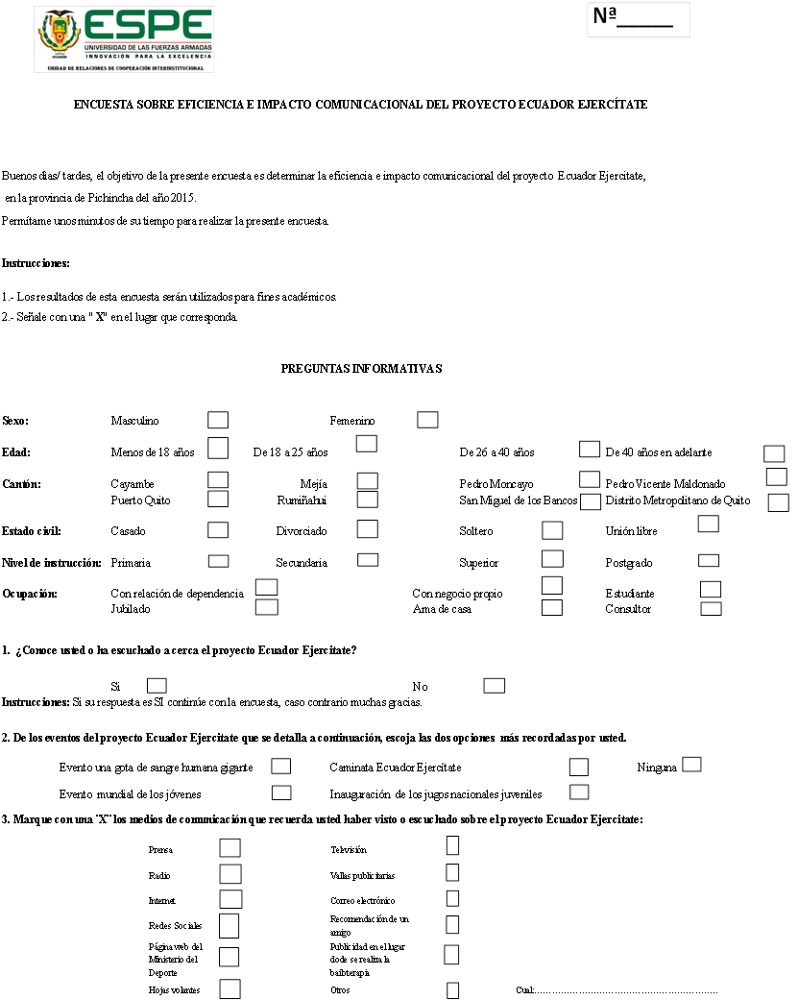 ESPE
UNIVERSIDAD DE LAS FUERZAS ARMADAS
INNOVACIÓN PARA LA EXCELENCIA
UNIDAD DE RELACIONES DE COOPERACIÓN INTERINSTITUCIONAL
Nª______
ENCUESTA SOBRE EFICIENCIA E IMPACTO COMUNICACIONAL DEL PROYECTO ECUADOR EJERCÍTATE
Buenos dias/ tardes, el objetivo de la presente encuesta es determinar la eficiencia e impacto comunicacional del proyecto Ecuador Ejercitate,
en la provincia de Pichincha del año 2015.
Permítame unos minutos de su tiempo para realizar la presente encuesta.
Instrucciones:
1.- Los resultados de esta encuesta serán utilizados para fines académicos.
2.- Señale con una " X" en el lugar que corresponda.
PREGUNTAS INFORMATIVAS
Sexo: Masculino Femenino
Edad: Menos de 18 años De 18 a 25 años De 26 a 40 años De 40 años en adelante
Cantón: Cayambe Mejía Pedro Moncayo Pedro Vicente Maldonado
Puerto Quito Rumiñahui San Miguel de los Bancos Distrito Metropolitano de Quito
Estado civil: Casado Divorciado Soltero Unión libre
Nivel de instrucción: Primaria Secundaria Superior Postgrado
Ocupación: Con relación de dependencia Con negocio propio Estudiante
Jubilado Ama de casa Consultor
1. ¿Conoce usted o ha escuchado a cerca el proyecto Ecuador Ejercitate?
Si No
Instrucciones: Si su respuesta es SI continúe con la encuesta, caso contrario muchas gracias.
2. De los eventos del proyecto Ecuador Ejercitate que se detalla a continuación, escoja las dos opciones más recordadas por usted.
Evento una gota de sangre humana gigante Caminata Ecuador Ejercítate Ninguna
Evento mundial de los jóvenes Inauguración de los jugos nacionales juveniles
3. Marque con una ¨X¨ los medios de comunicación que recuerda usted haber visto o escuchado sobre el proyecto Ecuador Ejercitate:
Prensa Televisión
Radio Vallas publicitarias
Internet Correo electrónico
Redes Sociales Recomendación de un
amigo
Página web del
Ministerio del
Deporte
Publicidad en el lugar
dode se realiza la
bailoterapia
Hojas volantes Otros Cual:............................................................